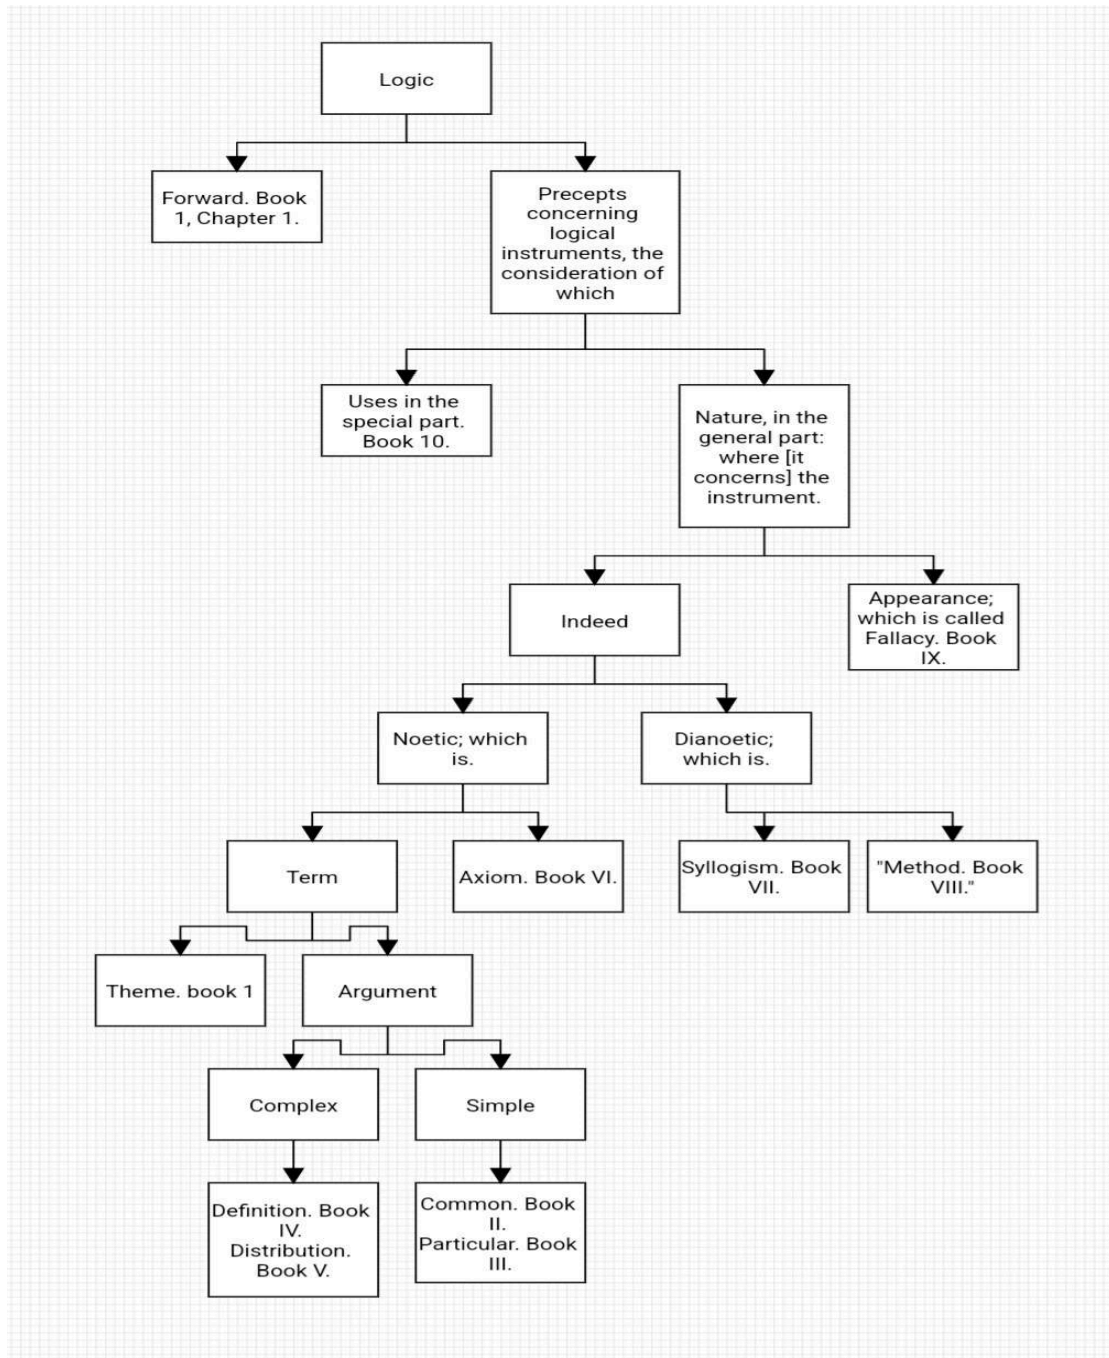 Logic
Forward. Book
1, Chapter 1.
Precepts
concerning
logical
instruments, the
consideration of
which
Uses in the
special part.
Book 10.
Nature, in the
general part:
where [it
concerns] the
instrument.
Indeed
Appearance;
which is called
Fallacy. Book
IX.
Noetic; which
is.
Dianoetic;
which is.
Term
Axiom. Book VI.
Syllogism. Book
VII.
"Method. Book
VIII."
Theme. book 1
Argument
Complex
Simple
Definition. Book
IV.
Distribution.
Book V.
Common. Book
II.
Particular. Book
III.